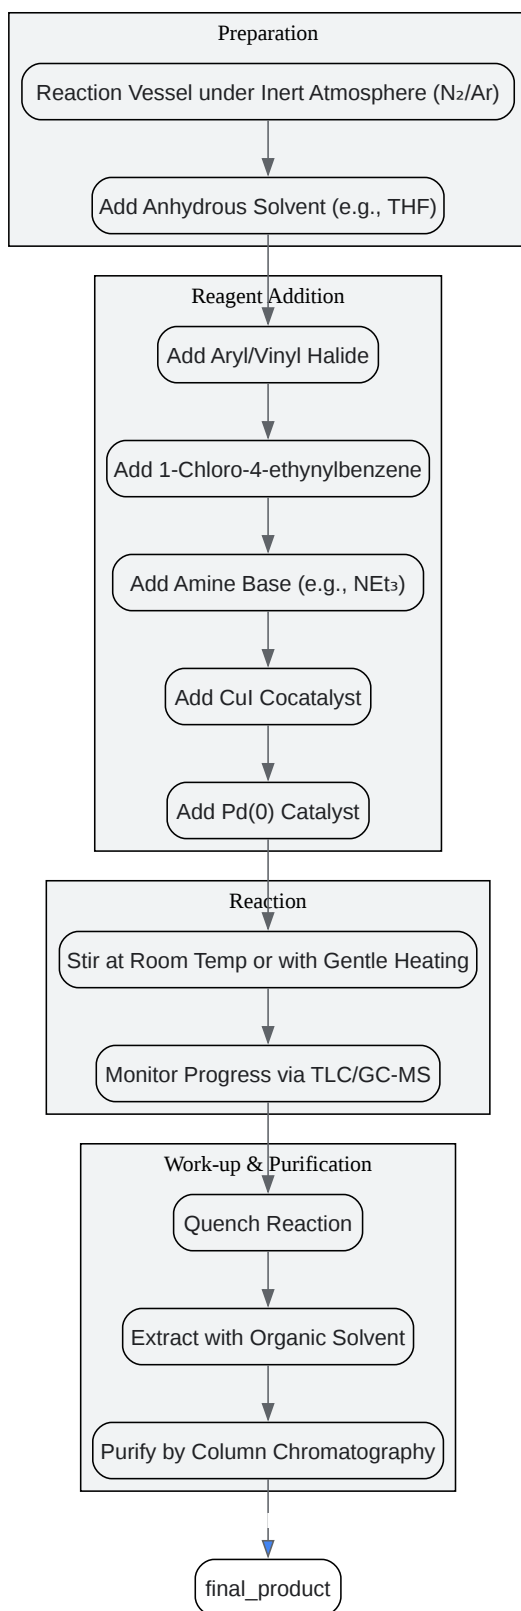 Preparation
Reaction Vessel under Inert Atmosphere (N₂/Ar)
Add Anhydrous Solvent (e.g., THF)
Reagent Addition
Add Aryl/Vinyl Halide
Add 1-Chloro-4-ethynylbenzene
Add Amine Base (e.g., NEt₃)
Add CuI Cocatalyst
Add Pd(0) Catalyst
Reaction
Stir at Room Temp or with Gentle Heating
Monitor Progress via TLC/GC-MS
Work-up & Purification
Quench Reaction
Extract with Organic Solvent
Purify by Column Chromatography
final_product